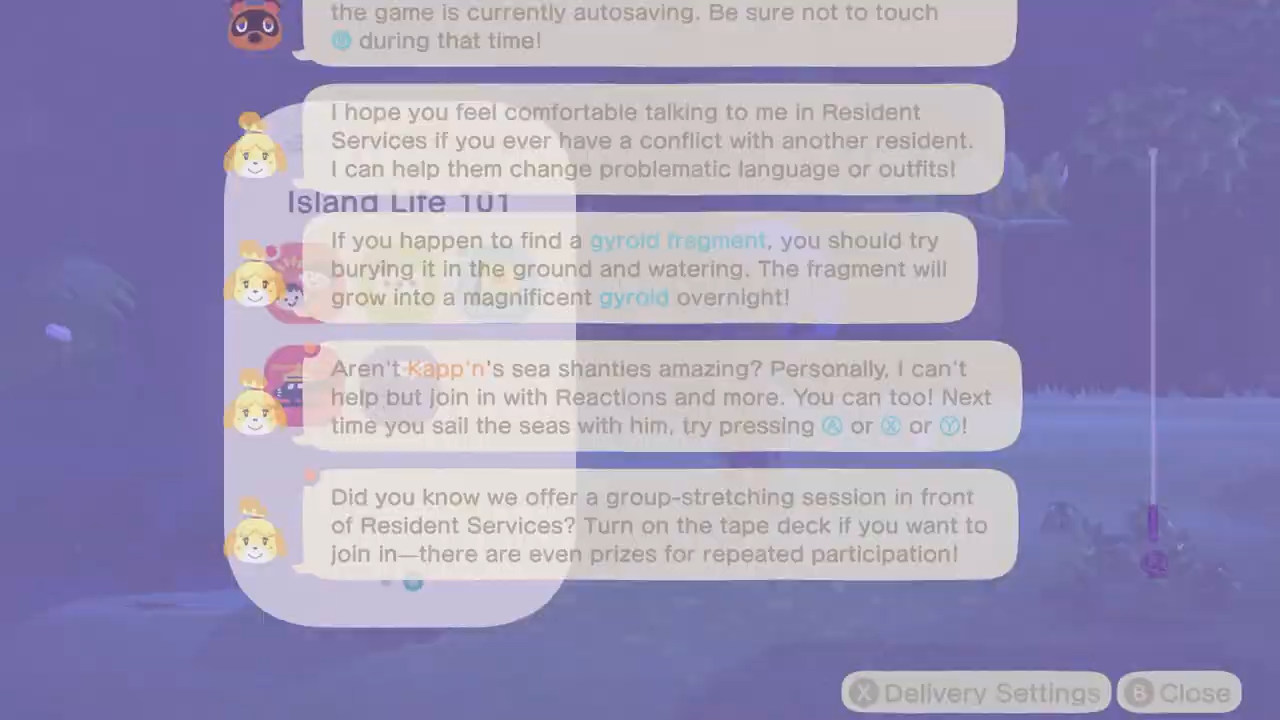 the game is currently autosaving. Be sure not to touch
during that time!
I hope you feel comfortable talking to me in Resident
Services if you ever have a conflict with another resident.
I can help them change problematic language or outfits!
Island Life 101
If you happen to find a gyroid fragment, you should try
burying it in the ground and watering. The fragment will
grow into a magnificent gyroid overnight!
Aren't Kapp'n's sea shanties amazing? Personally, I can't
help but join in with Reactions and more. You can too! Next
time you sail the seas with him, try pressing Ⓐ or Ⓧ or Ⓨ!
Did you know we offer a group-stretching session in front
of Resident Services? Turn on the tape deck if you want to
join in—there are even prizes for repeated participation!
Ⓧ Delivery Settings Ⓑ Close